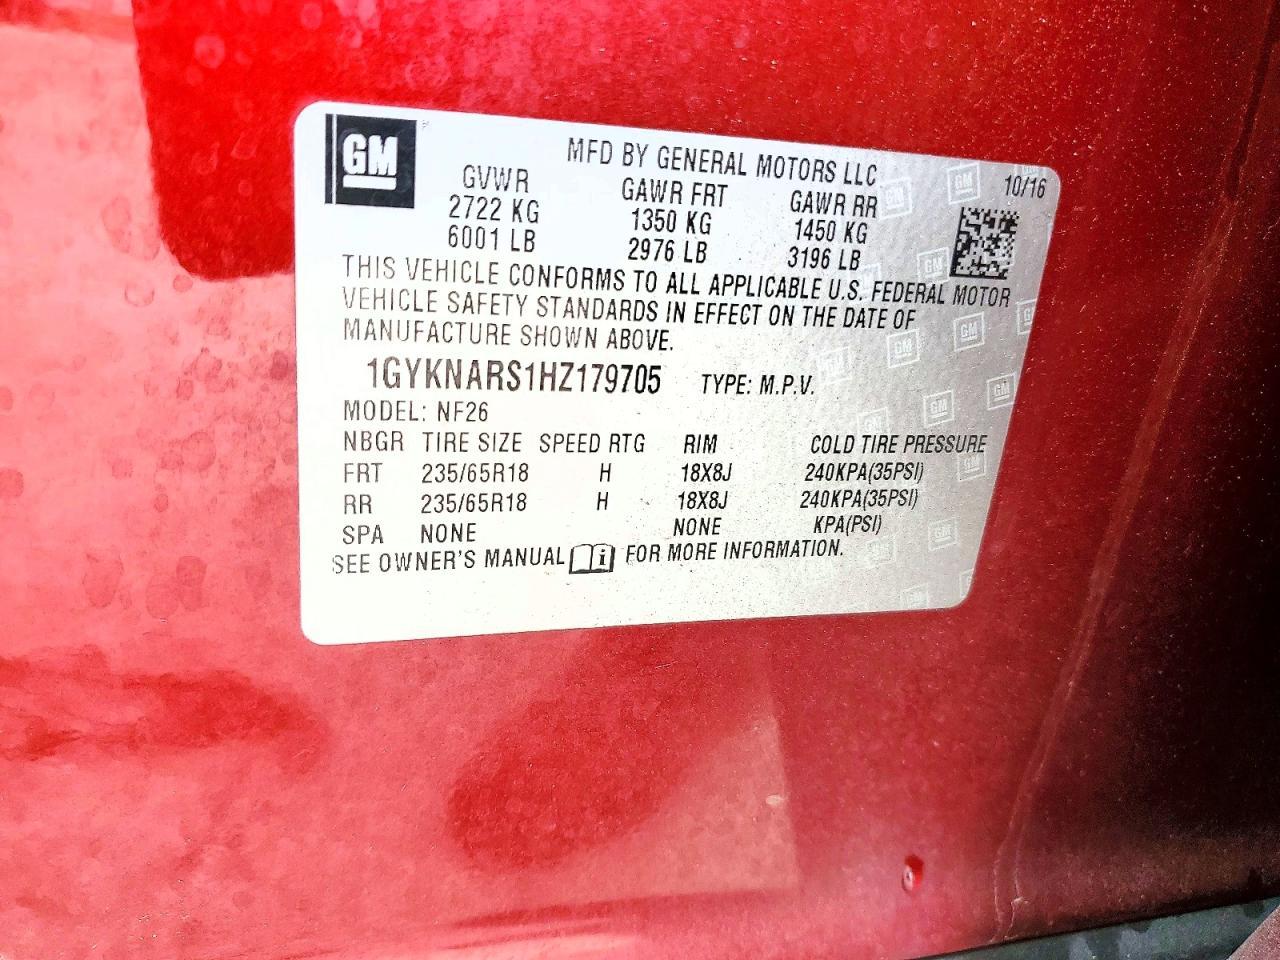 GM
MFD BY GENERAL MOTORS LLC
10/16
GVWR GAWR FRT GAWR RR
2722 KG 1350 KG 1450 KG
6001 LB 2976 LB 3196 LB
THIS VEHICLE CONFORMS TO ALL APPLICABLE U.S. FEDERAL MOTOR
VEHICLE SAFETY STANDARDS IN EFFECT ON THE DATE OF
MANUFACTURE SHOWN ABOVE.
1GYKNARS1HZ179705 TYPE: M.P.V.
MODEL: NF26
NBGR TIRE SIZE SPEED RTG RIM COLD TIRE PRESSURE
FRT 235/65R18 H 18X8J 240KPA(35PSI)
RR 235/65R18 H 18X8J 240KPA(35PSI)
SPA NONE NONE KPA(PSI)
SEE OWNER'S MANUAL FOR MORE INFORMATION.